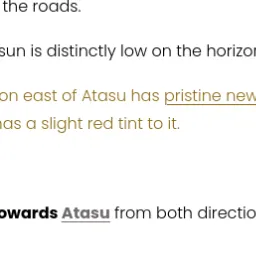 the roads.
sun is distinctly low on the horizo
on east of Atasu has pristine new
has a slight red tint to it.
owards Atasu from both directio